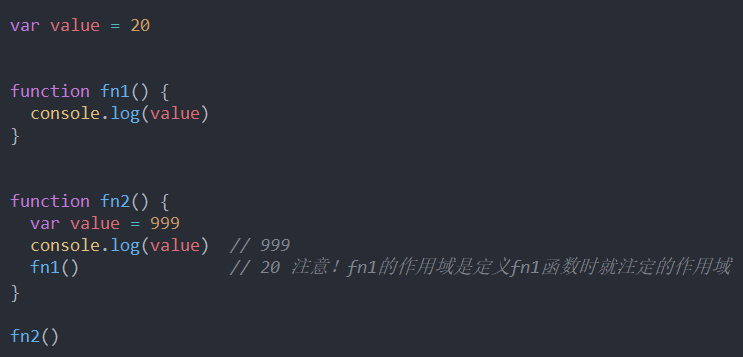 var value = 20
function fn1() {
  console.log(value)
}
function fn2() {
  var value = 999
  console.log(value)  // 999
  fn1()               // 20 注意！fn1的作用域是定义fn1函数时就注定的作用域
}
fn2()